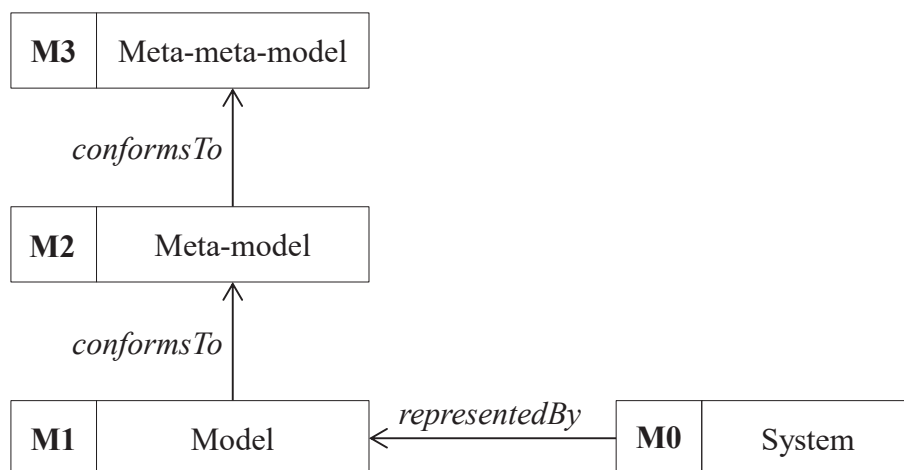 M3 Meta-meta-model
conformsTo
M2 Meta-model
conformsTo
representedBy
M1 Model
M0 System